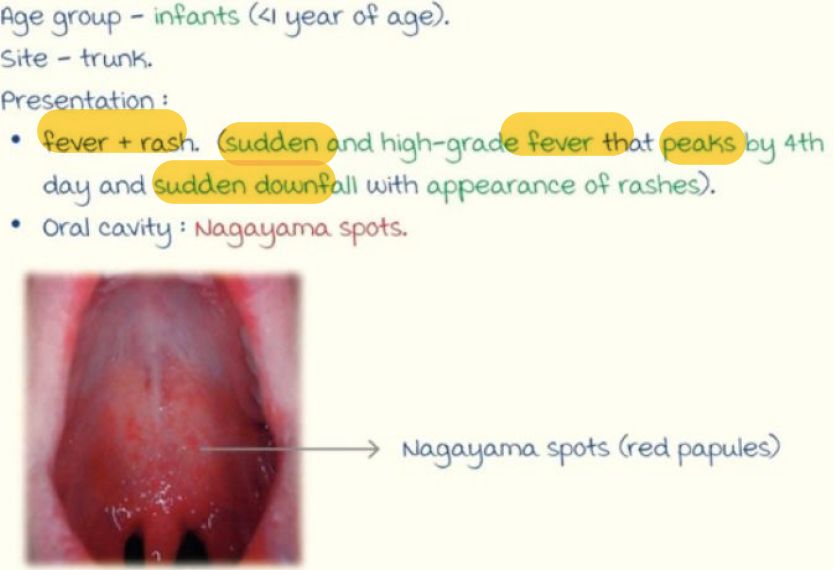 Age group - infants (<1 year of age).
Site - trunk.
Presentation :
• fever + rash. (sudden and high-grade fever that peaks by 4th
day and sudden downfall with appearance of rashes).
• Oral cavity : Nagayama spots.
Nagayama spots (red papules)